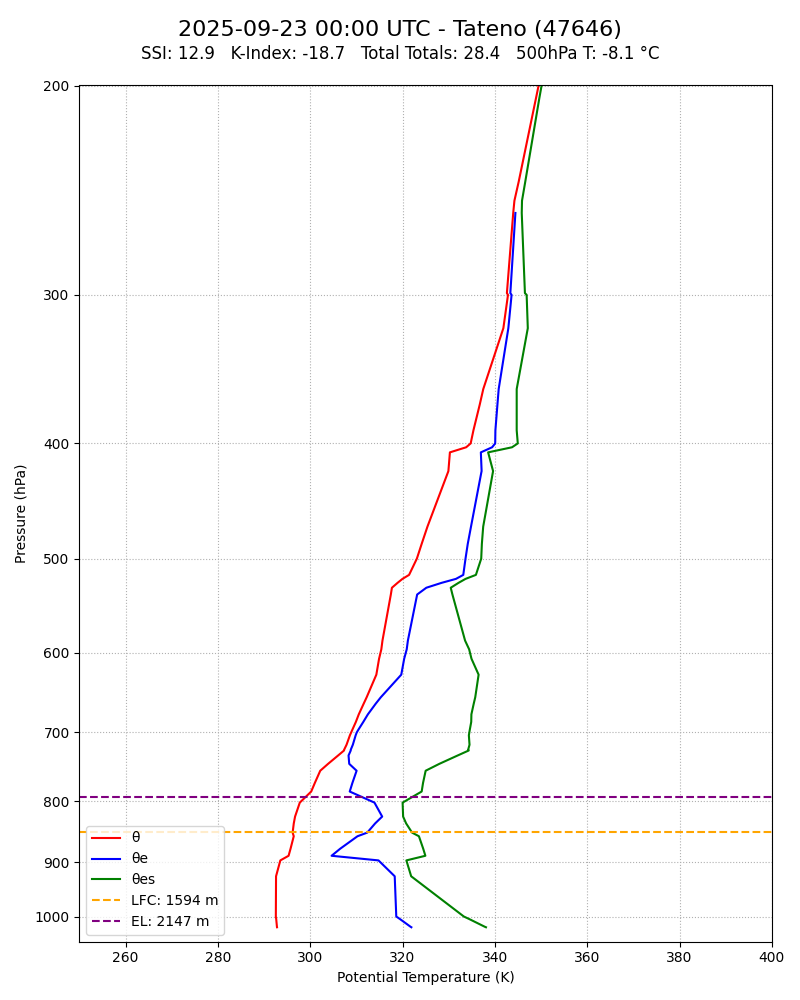 2025-09-23 00:00 UTC - Tateno (47646)
SSI: 12.9 K-Index: -18.7 Total Totals: 28.4 500hPa T: -8.1 °C
200
300
400
500
600
700
800
900
1000
Pressure (hPa)
θ
θe
θes
LFC: 1594 m
EL: 2147 m
260 280 300 320 340 360 380 400
Potential Temperature (K)